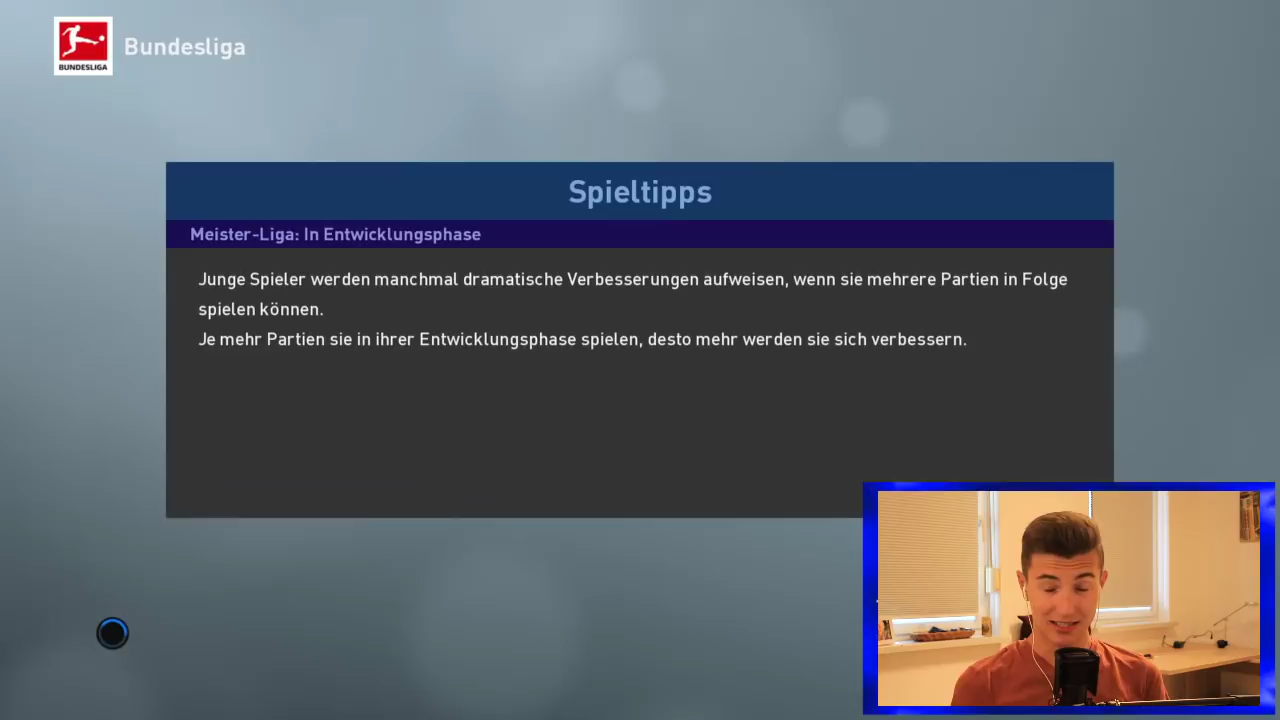 BUNDESLIGA
Bundesliga
Spieltipps
Meister-Liga: In Entwicklungsphase
Junge Spieler werden manchmal dramatische Verbesserungen aufweisen, wenn sie mehrere Partien in Folge
spielen können.
Je mehr Partien sie in ihrer Entwicklungsphase spielen, desto mehr werden sie sich verbessern.